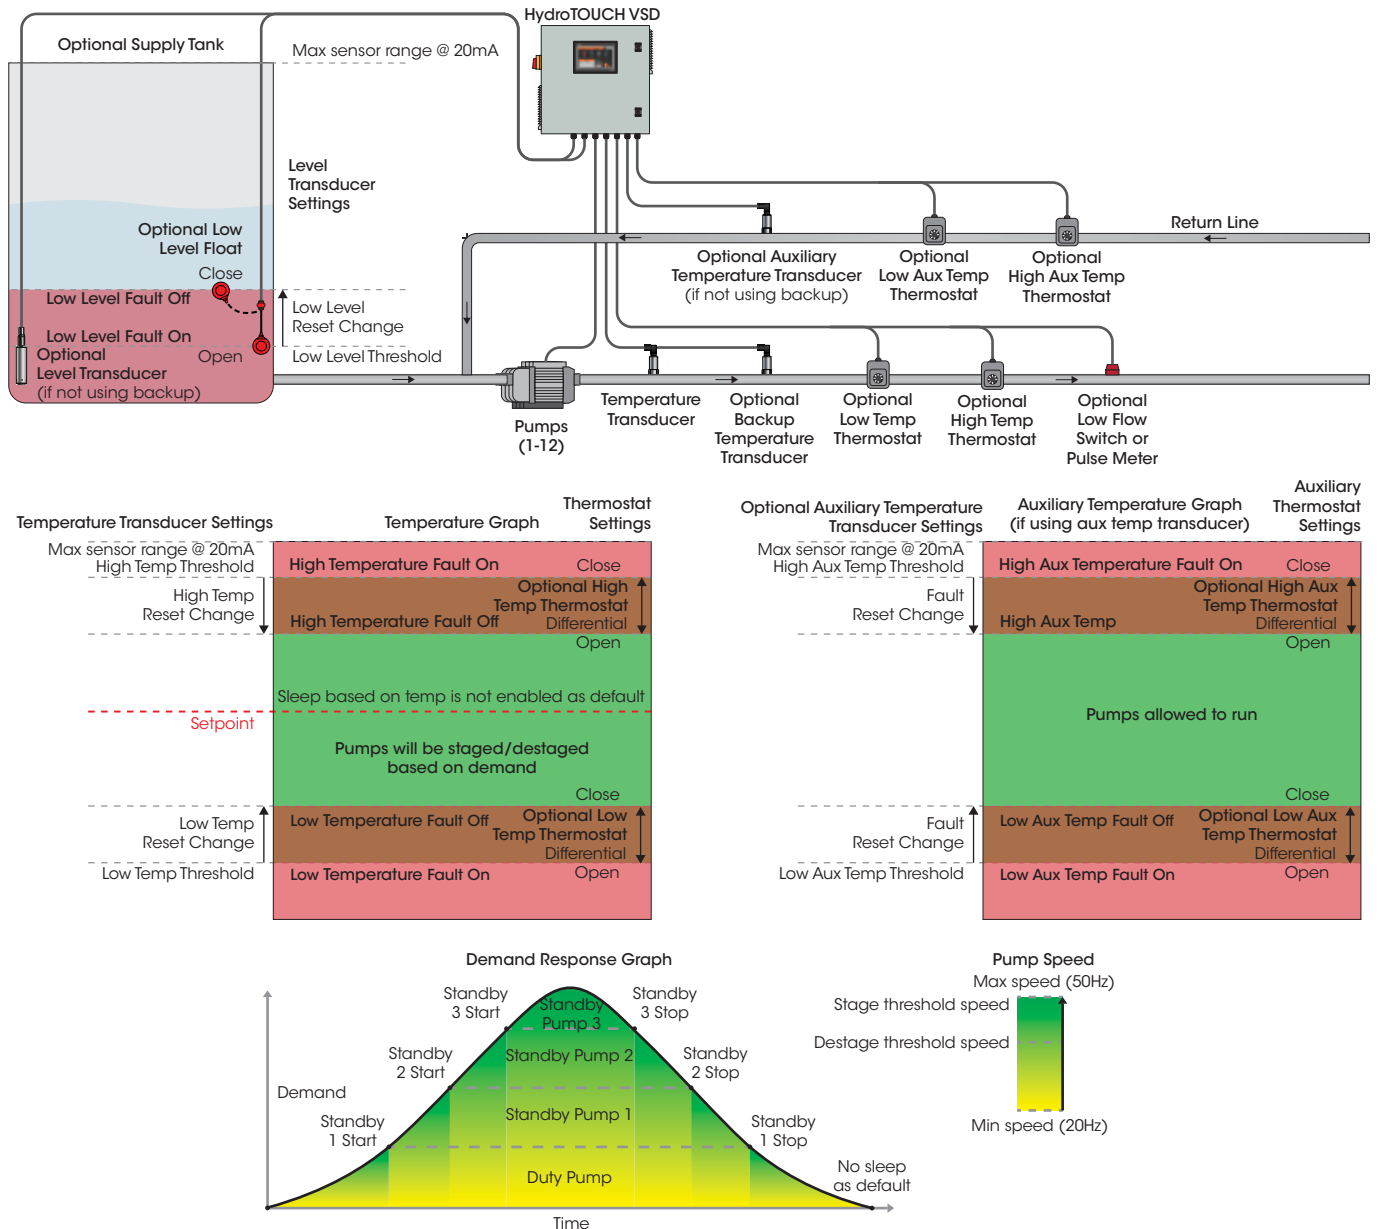 HydroTOUCH VSD
Optional Supply Tank
Max sensor range @ 20mA
Level
Transducer
Settings
Optional Low
Level Float
Close
Low Level Fault Off
Low Level
Reset Change
Low Level Fault On
Open
Low Level Threshold
Optional
Level Transducer
(if not using backup)
Return Line
Optional Auxiliary
Temperature Transducer
(if not using backup)
Optional
Low Aux Temp
Thermostat
Optional
High Aux Temp
Thermostat
Pumps
(1-12)
Temperature
Transducer
Optional
Backup
Temperature
Transducer
Optional
Low Temp
Thermostat
Optional
High Temp
Thermostat
Optional
Low Flow
Switch or
Pulse Meter
Temperature Transducer Settings
Temperature Graph
Thermostat
Settings
Max sensor range @ 20mA
High Temp Threshold
High Temperature Fault On
Close
High Temp
Reset Change
Optional High
Temp Thermostat
Differential
High Temperature Fault Off
Open
Sleep based on temp is not enabled as default
Setpoint
Pumps will be staged/destaged
based on demand
Close
Low Temp
Reset Change
Low Temperature Fault Off
Optional Low
Temp Thermostat
Differential
Low Temp Threshold
Low Temperature Fault On
Open
Optional Auxiliary Temperature
Transducer Settings
Auxiliary Temperature Graph
(if using aux temp transducer)
Auxiliary
Thermostat
Settings
Max sensor range @ 20mA
High Aux Temp Threshold
High Aux Temperature Fault On
Close
Fault
Reset Change
Optional High Aux
Temp Thermostat
Differential
High Aux Temp
Open
Pumps allowed to run
Close
Fault
Reset Change
Low Aux Temp Fault Off
Optional Low Aux
Temp Thermostat
Differential
Low Aux Temp Threshold
Low Aux Temp Fault On
Open
Demand Response Graph
Standby
3 Start
Standby
Pump 3
Standby
3 Stop
Standby
2 Start
Standby Pump 2
Standby
2 Stop
Demand
Standby
1 Start
Standby Pump 1
Standby
1 Stop
Duty Pump
No sleep
as default
Time
Pump Speed
Max speed (50Hz)
Stage threshold speed
Destage threshold speed
Min speed (20Hz)